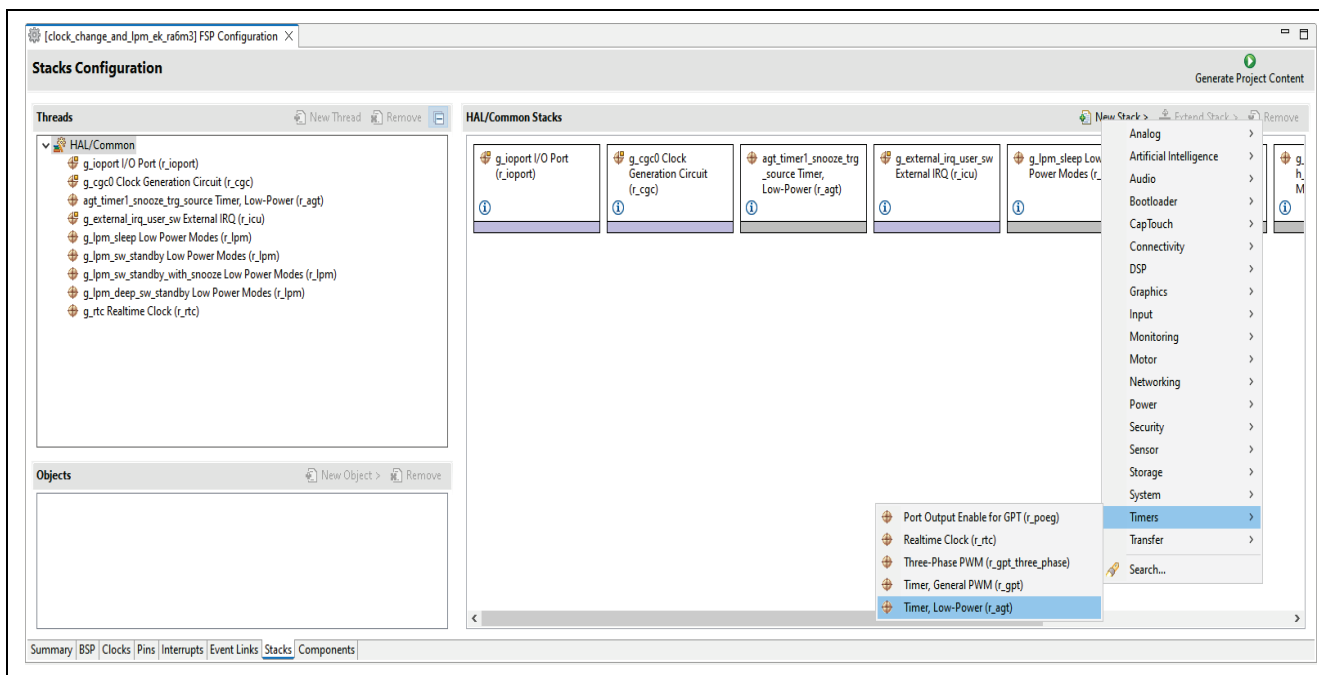 [clock_change_and_lpm_ek_ra6m3] FSP Configuration
Stacks Configuration
Generate Project Content
Threads
New Thread
Remove
HAL/Common
g_ioport I/O Port (r_ioport)
g_cgc0 Clock Generation Circuit (r_cgc)
agt_timer1_snooze_trg_source Timer, Low-Power (r_agt)
g_external_irq_user_sw External IRQ (r_icu)
g_lpm_sleep Low Power Modes (r_lpm)
g_lpm_sw_standby Low Power Modes (r_lpm)
g_lpm_sw_standby_with_snooze Low Power Modes (r_lpm)
g_lpm_deep_sw_standby Low Power Modes (r_lpm)
g_rtc Realtime Clock (r_rtc)
Objects
New Object >
Remove
HAL/Common Stacks
New Stack >
Extend Stack >
Remove
g_ioport I/O Port
(r_ioport)
g_cgc0 Clock
Generation Circuit
(r_cgc)
agt_timer1_snooze_trg
_source Timer,
Low-Power (r_agt)
g_external_irq_user_sw
External IRQ (r_icu)
g_lpm_sleep Low
Power Modes (r_
g_
h_
M
Analog
Artificial Intelligence
Audio
Bootloader
CapTouch
Connectivity
DSP
Graphics
Input
Monitoring
Motor
Networking
Power
Security
Sensor
Storage
System
Timers
Transfer
Search...
Port Output Enable for GPT (r_poeg)
Realtime Clock (r_rtc)
Three-Phase PWM (r_gpt_three_phase)
Timer, General PWM (r_gpt)
Timer, Low-Power (r_agt)
Summary BSP Clocks Pins Interrupts Event Links Stacks Components